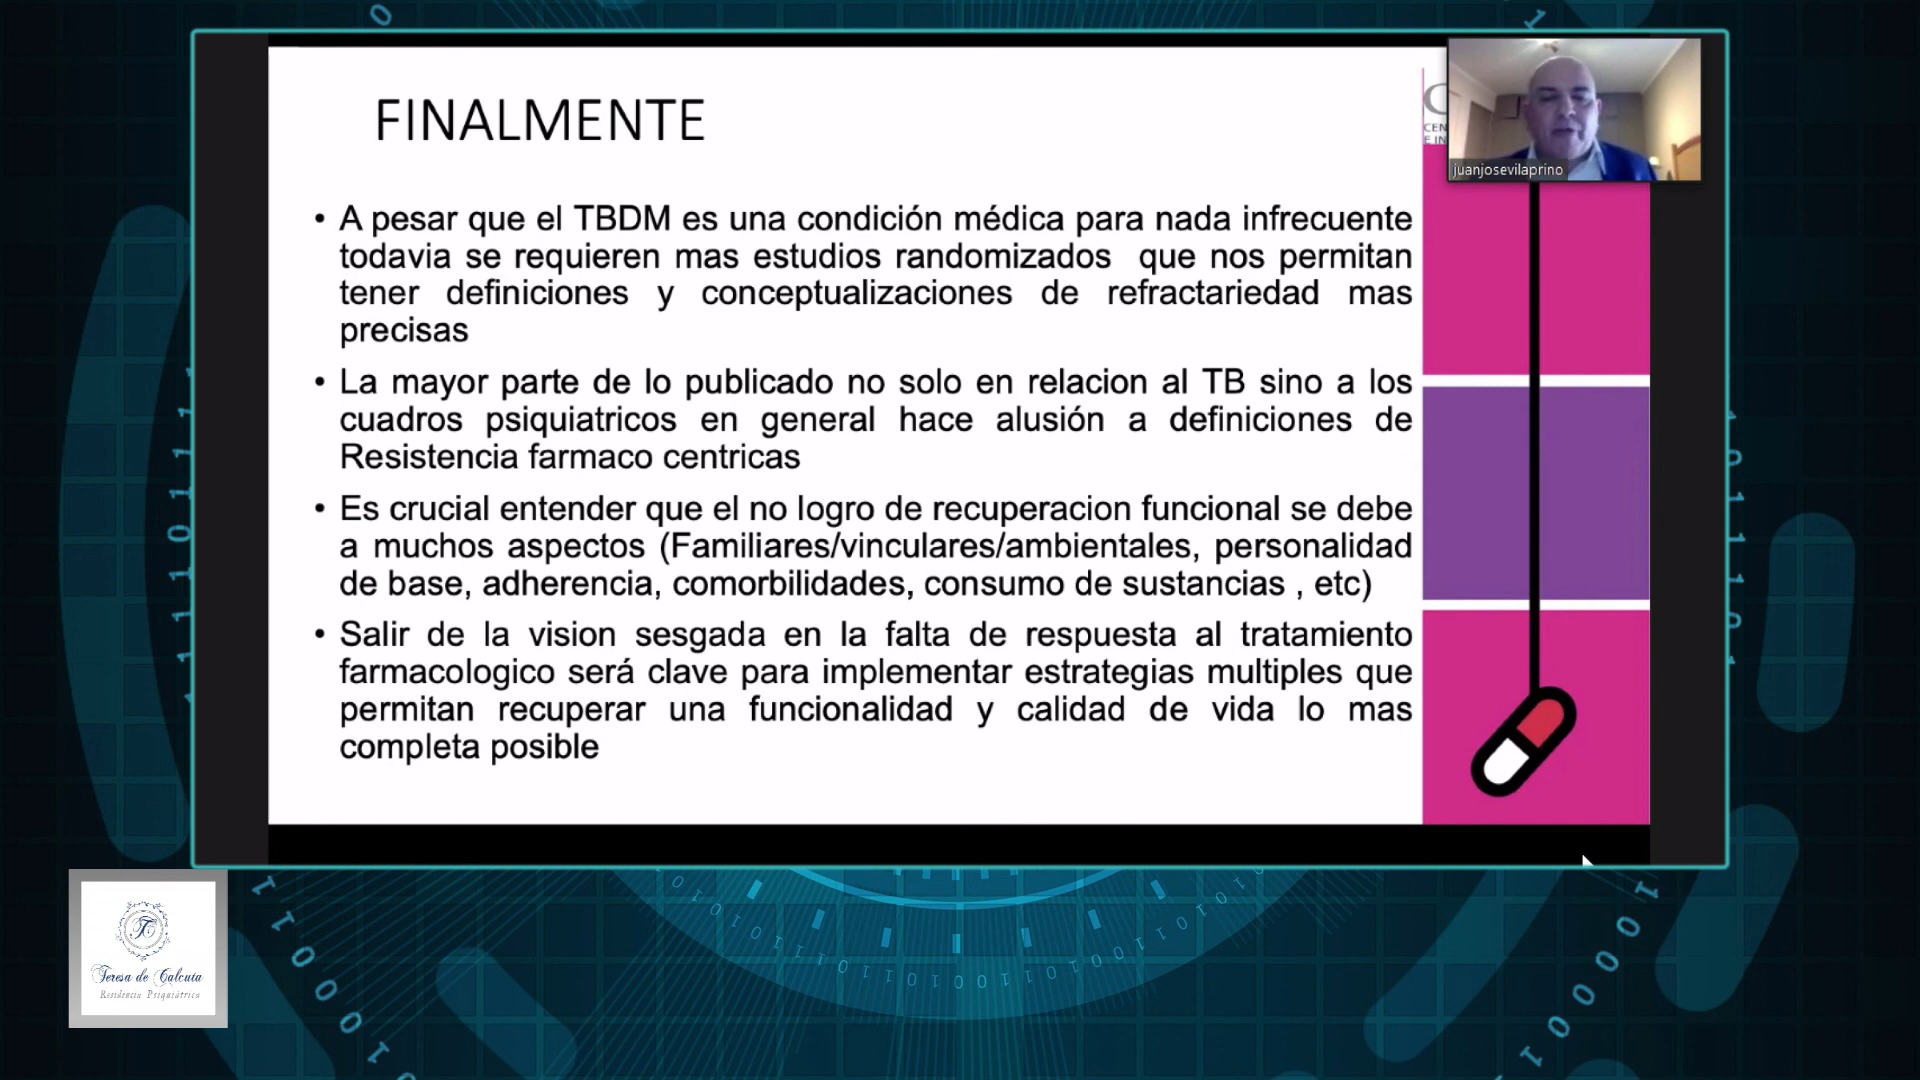 FINALMENTE
• A pesar que el TBDM es una condición médica para nada infrecuente
todavia se requieren mas estudios randomizados que nos permitan
tener definiciones y conceptualizaciones de refractariedad mas
precisas
• La mayor parte de lo publicado no solo en relacion al TB sino a los
cuadros psiquiatricos en general hace alusión a definiciones de
Resistencia farmaco centricas
• Es crucial entender que el no logro de recuperacion funcional se debe
a muchos aspectos (Familiares/vinculares/ambientales, personalidad
de base, adherencia, comorbilidades, consumo de sustancias , etc)
• Salir de la vision sesgada en la falta de respuesta al tratamiento
farmacologico será clave para implementar estrategias multiples que
permitan recuperar una funcionalidad y calidad de vida lo mas
completa posible
juanjosevilaprino
Teresa de Calcuta
Residencia Psiquiátrica